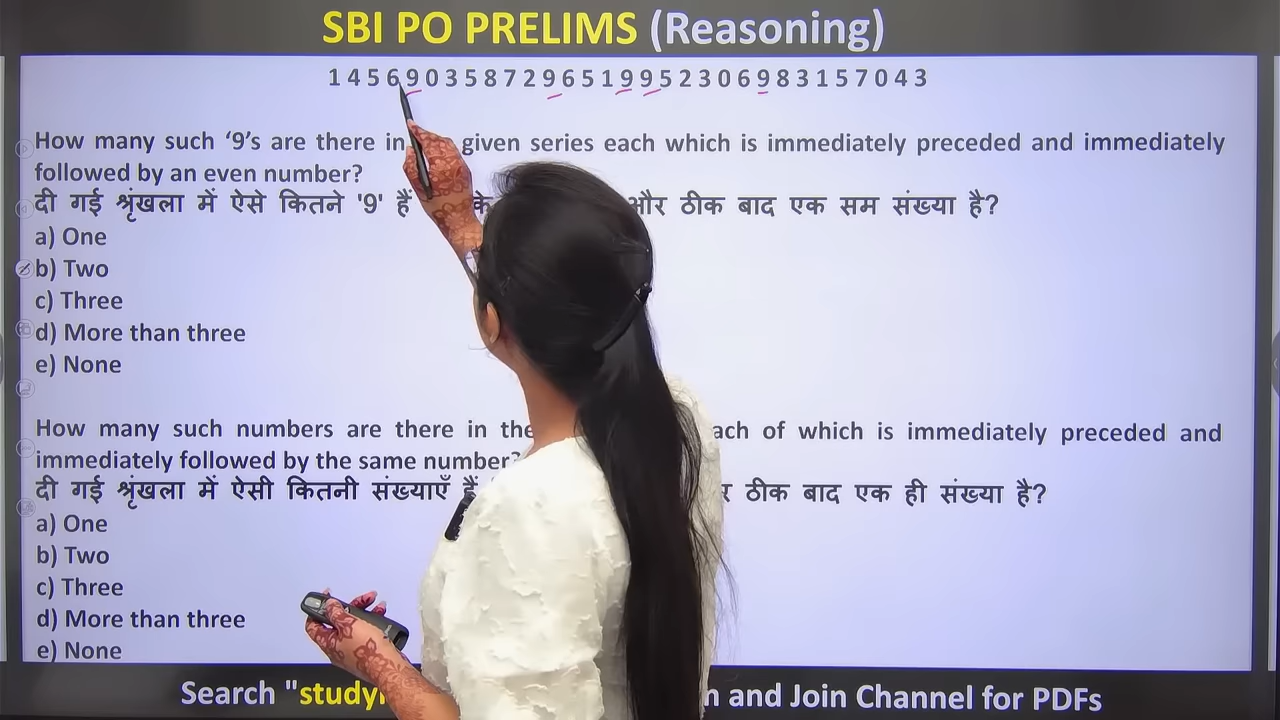 SBI PO PRELIMS (Reasoning)
1 4 5 6 9 0 3 5 8 7 2 9 6 5 1 9 9 5 2 3 0 6 9 8 3 1 5 7 0 4 3
How many such ‘9’s are there in given series each which is immediately preceded and immediately
followed by an even number?
दी गई श्रृंखला में ऐसे कितने '9' हैं के और ठीक बाद एक सम संख्या है?
a) One
b) Two
c) Three
d) More than three
e) None
How many such numbers are there in the each of which is immediately preceded and
immediately followed by the same number?
दी गई श्रृंखला में ऐसी कितनी संख्याएँ हैं ठीक बाद एक ही संख्या है?
a) One
b) Two
c) Three
d) More than three
e) None
Search "and Join Channel for PDFs